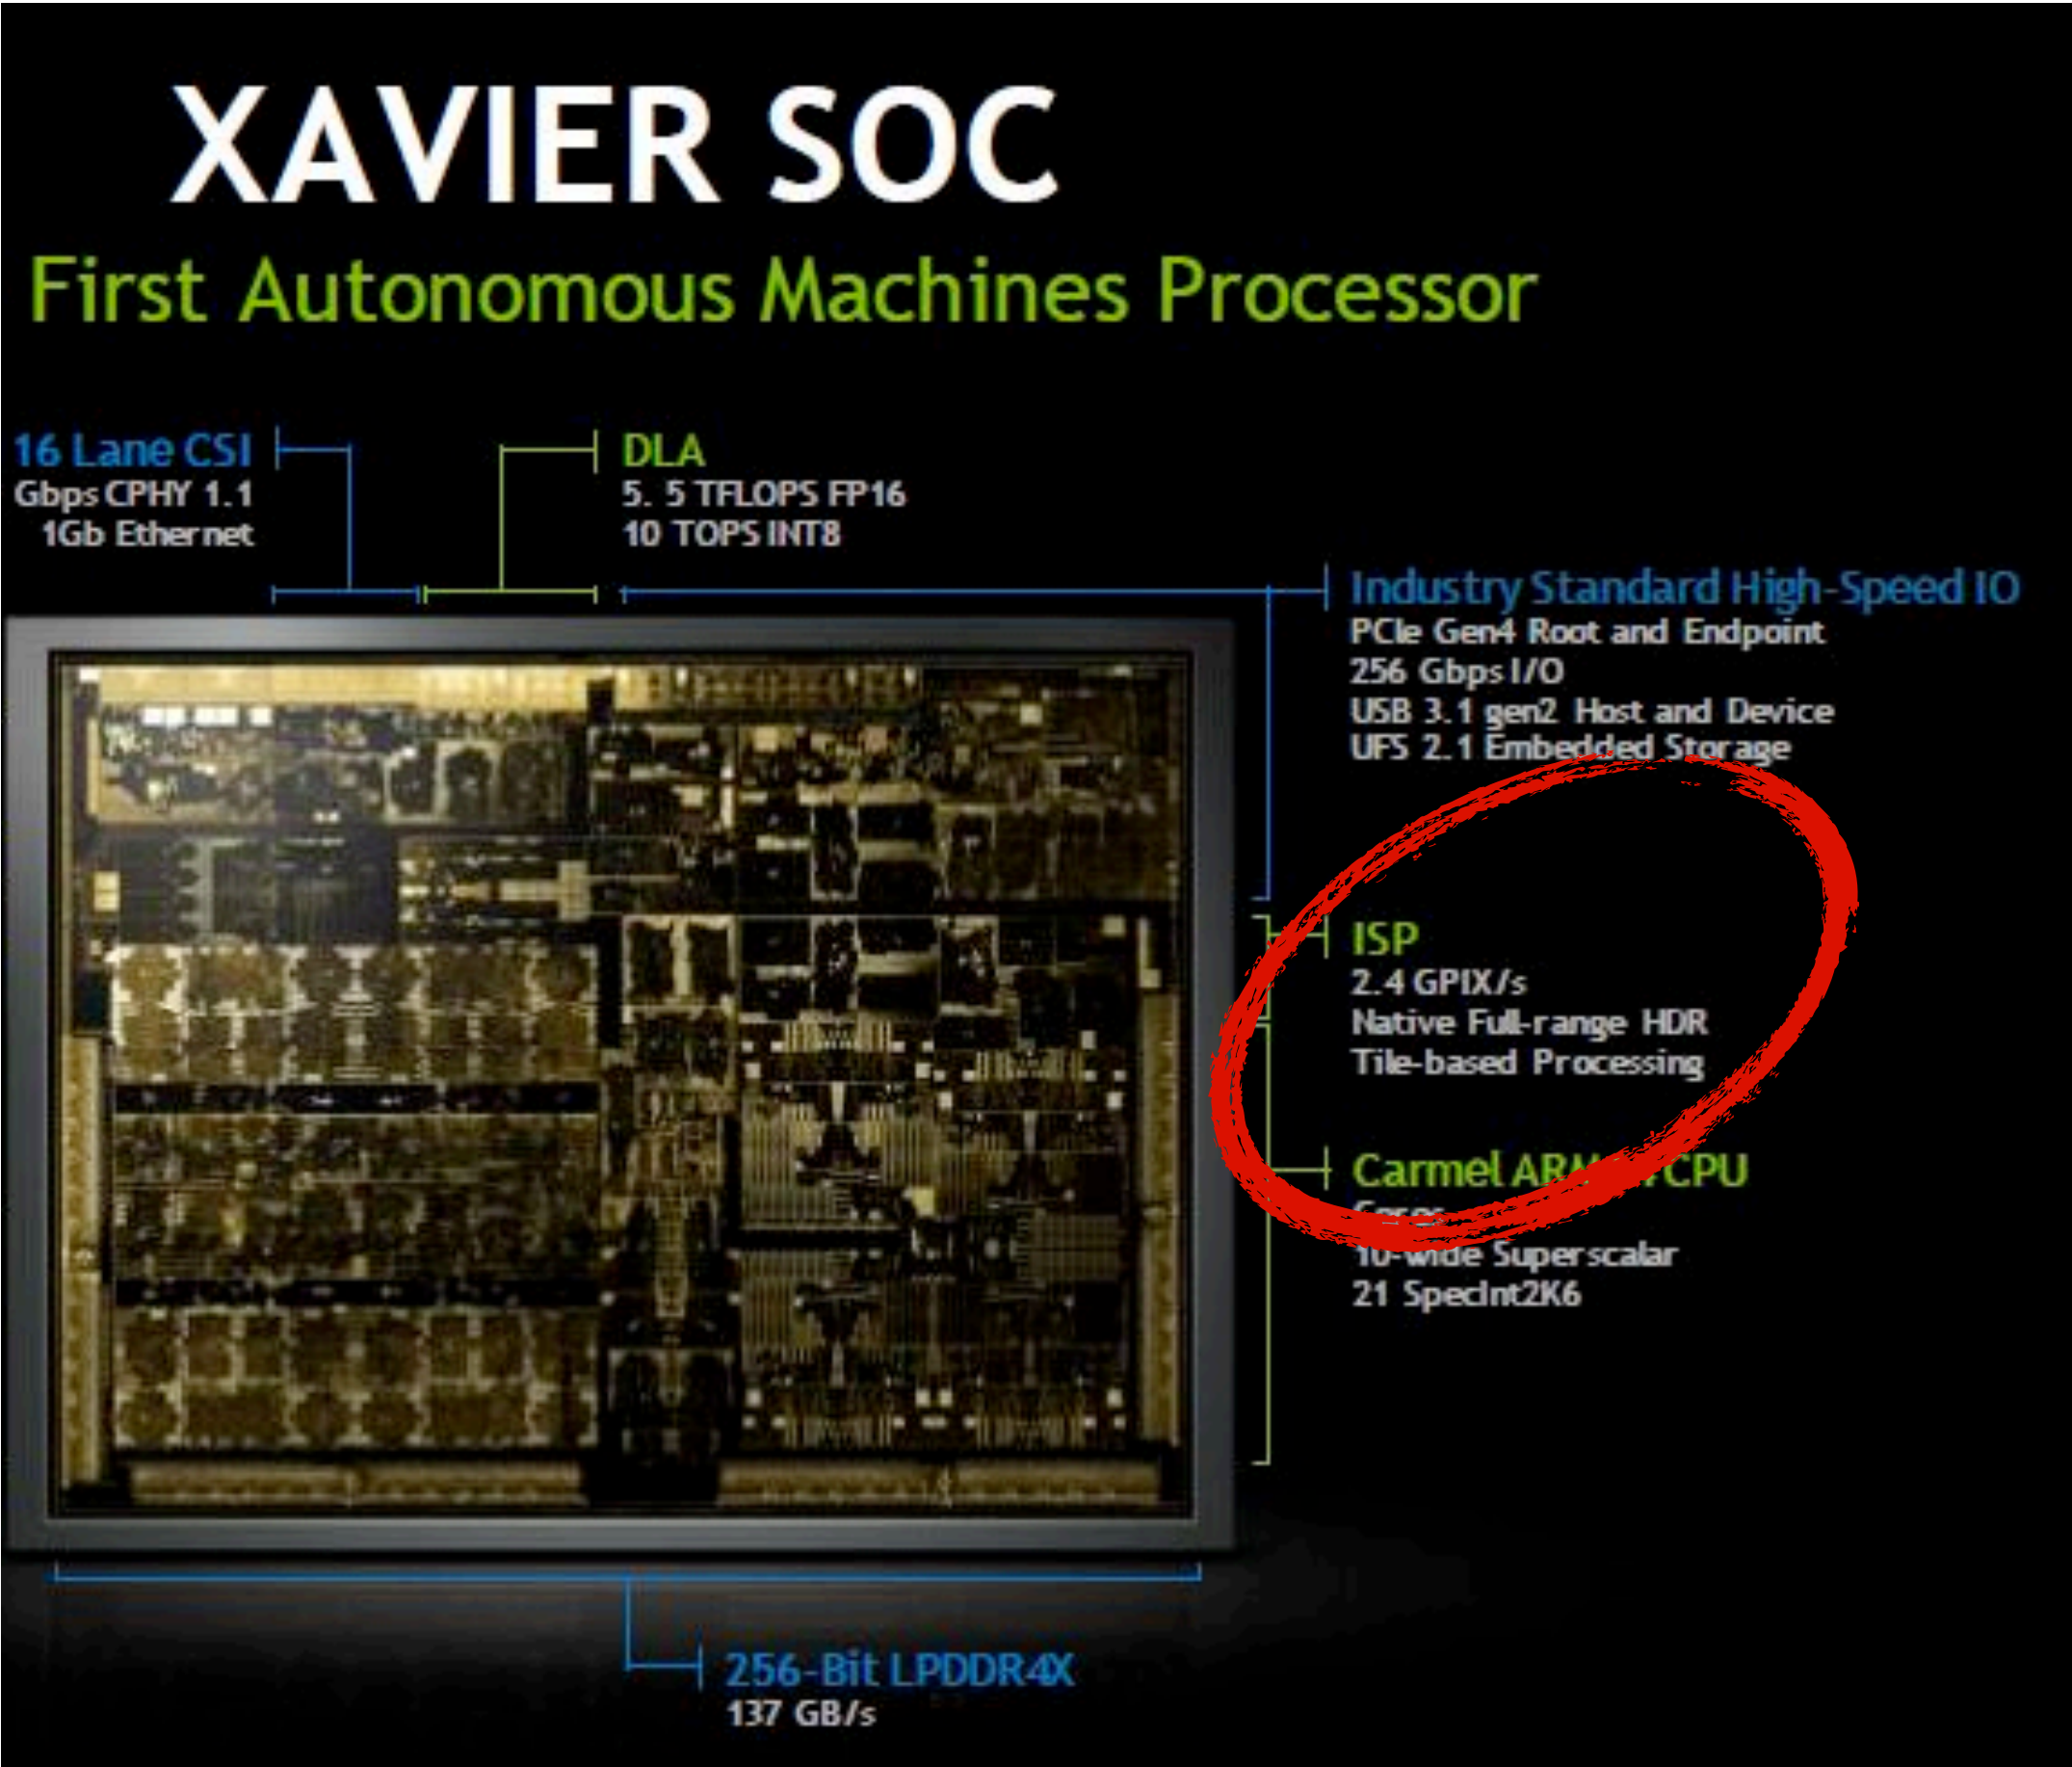 XAVIER SOC
First Autonomous Machines Processor
16 Lane CSI
Gbps CPHY 1.1
1Gb Ethernet
DLA
5. 5 TFLOPS FP16
10 TOPS INT8
Industry Standard High-Speed IO
PCIe Gen4 Root and Endpoint
256 Gbps I/O
USB 3.1 gen2 Host and Device
UFS 2.1 Embedded Storage
ISP
2.4 GPIX/s
Native Full-range HDR
Tile-based Processing
Carmel CPU
10-wide Superscalar
21 SpecInt2K6
256-Bit LPDDR4X
137 GB/s